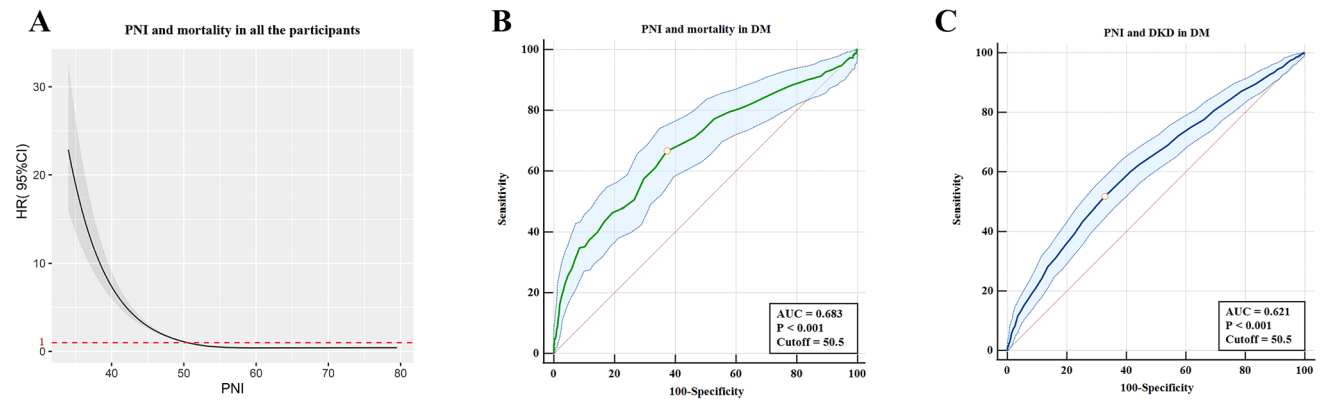 A
PNI and mortality in all the participants
HR( 95%CI)
30
20
10
1
0
40
50
60
70
80
PNI
B
PNI and mortality in DM
Sensitivity
100
80
60
40
20
0
AUC = 0.683
P < 0.001
Cutoff = 50.5
0
20
40
60
80
100
100-Specificity
C
PNI and DKD in DM
Sensitivity
100
80
60
40
20
0
AUC = 0.621
P < 0.001
Cutoff = 50.5
0
20
40
60
80
100
100-Specificity